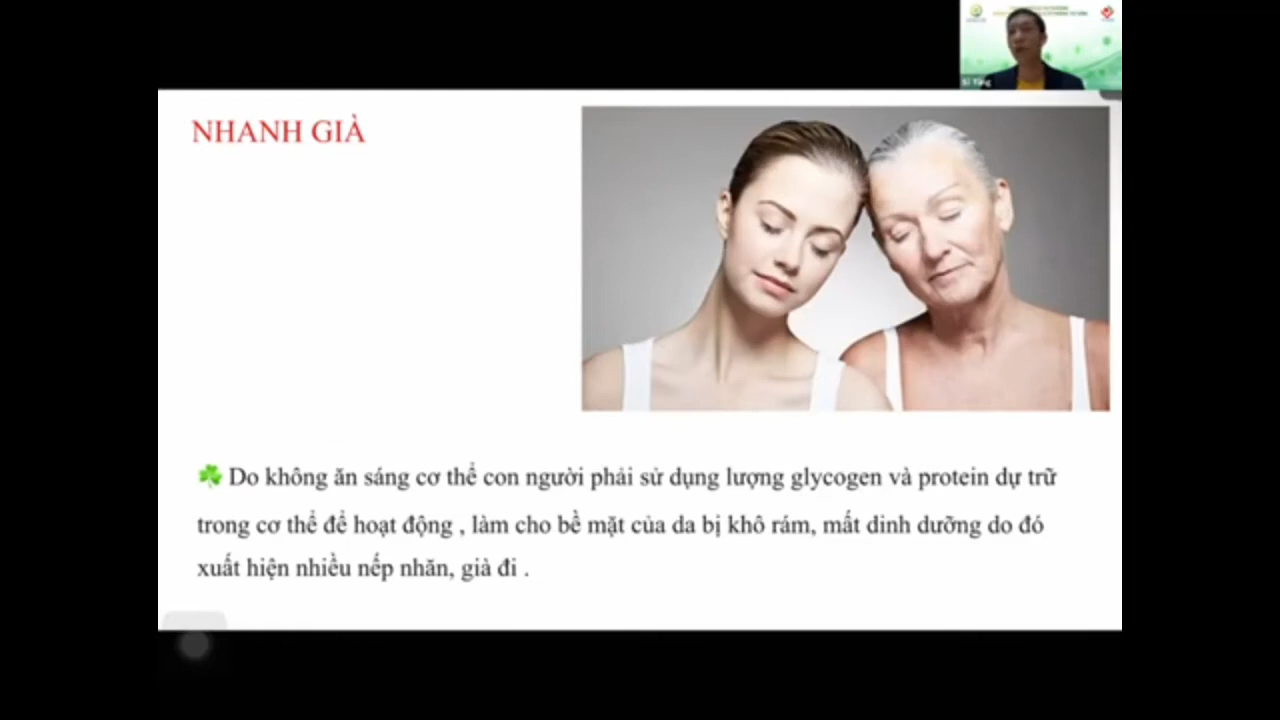 NHANH GIÀ
☘ Do không ăn sáng cơ thể con người phải sử dụng lượng glycogen và protein dự trữ
trong cơ thể để hoạt động , làm cho bề mặt của da bị khô rám, mất dinh dưỡng do đó
xuất hiện nhiều nếp nhăn, già đi .